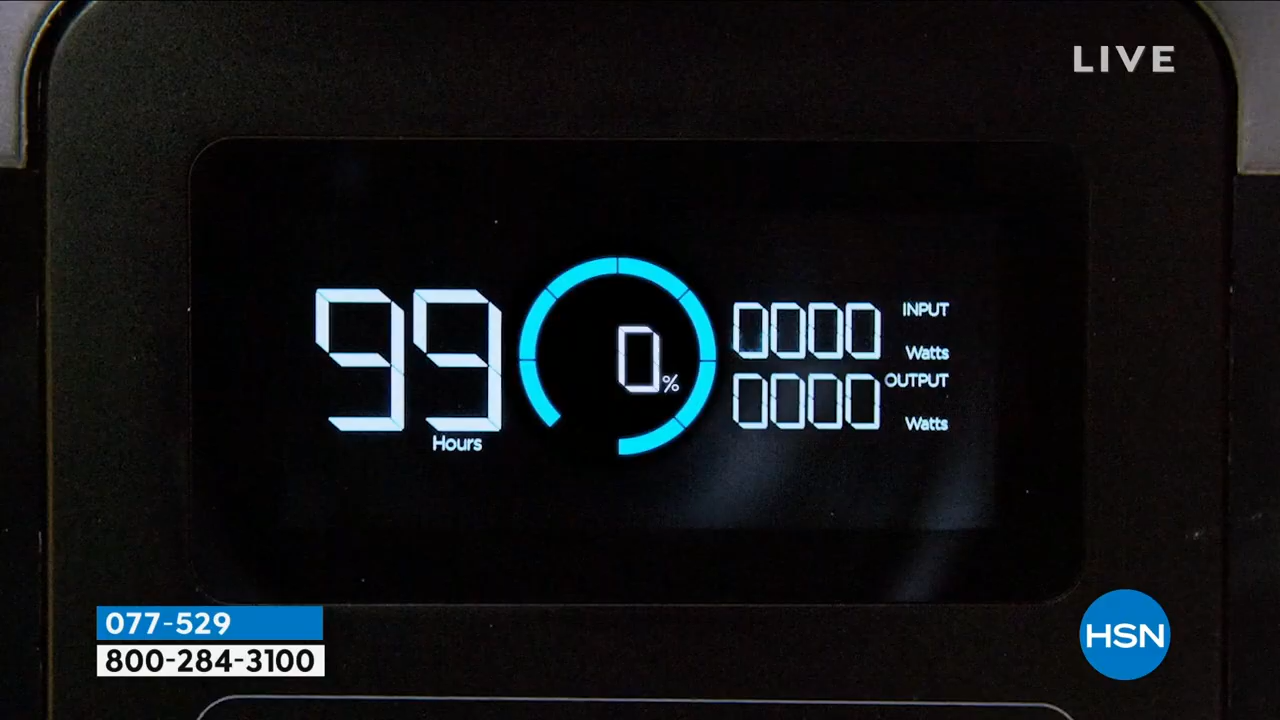 LIVE
99
Hours
0%
0000 INPUT
Watts
0000 OUTPUT
Watts
077-529
800-284-3100
HSN